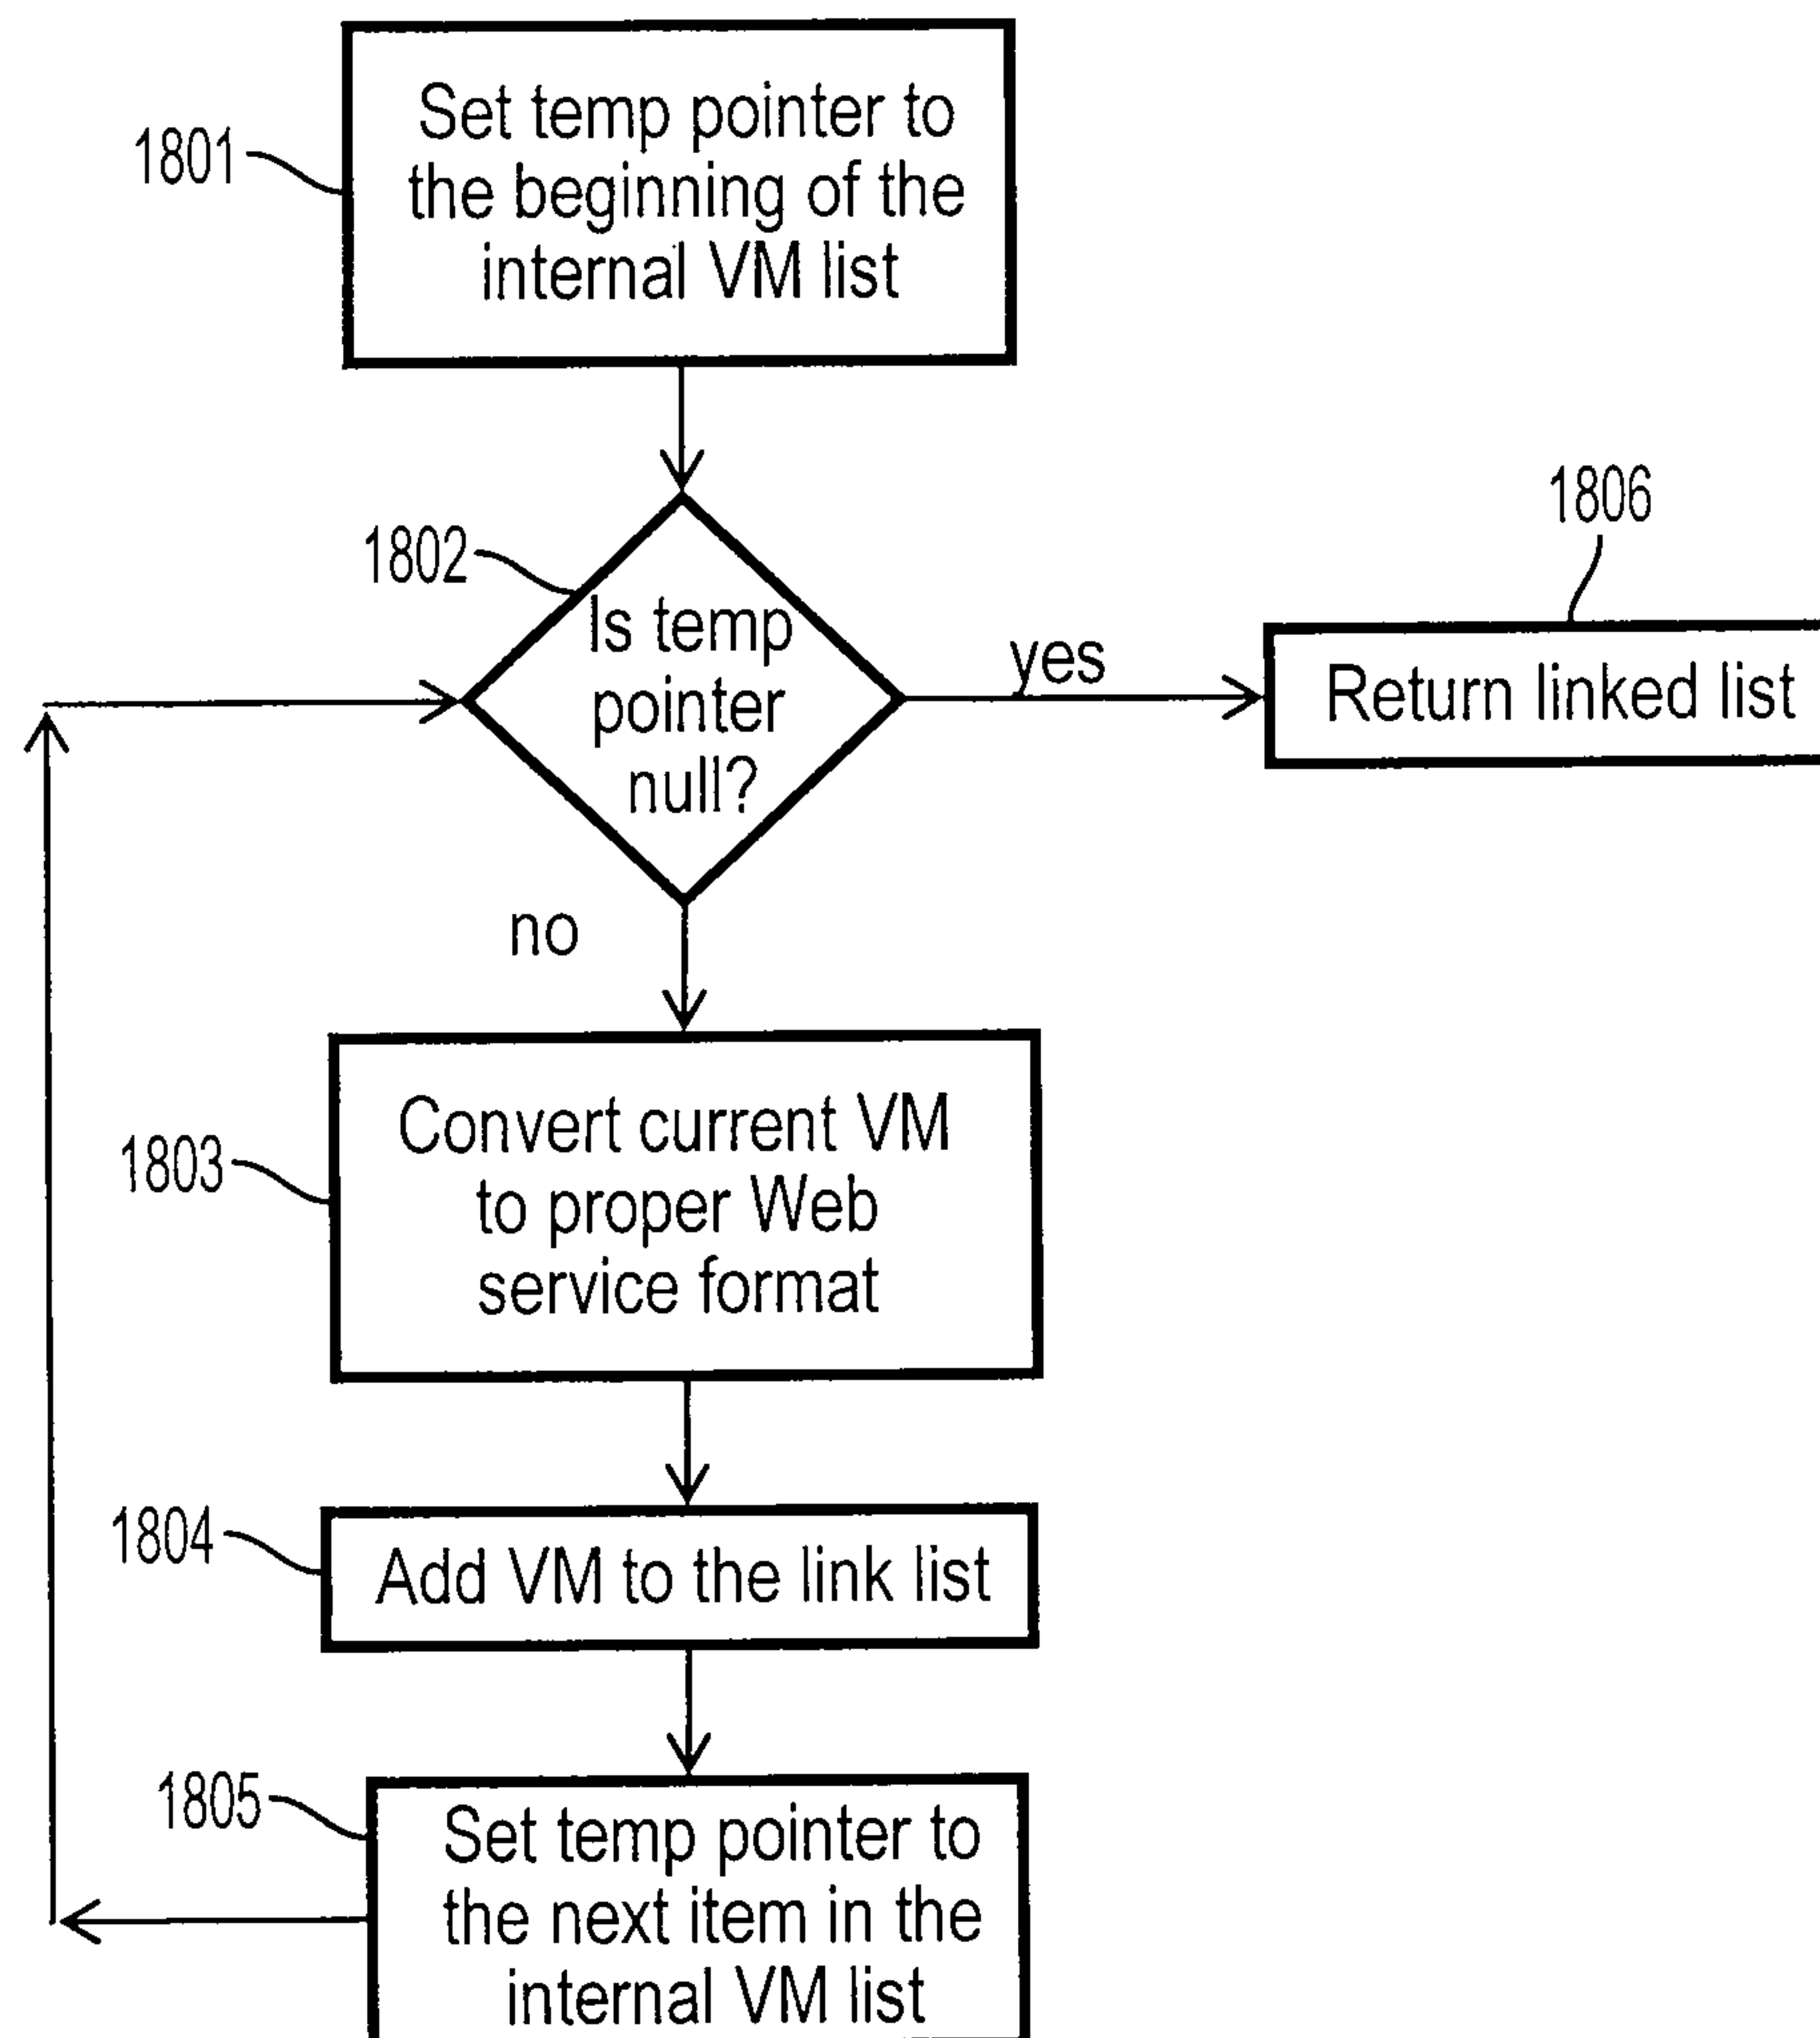 1801
Set temp pointer to
the beginning of the
internal VM list
1802
Is temp
pointer
null?
yes
1806
Return linked list
no
1803
Convert current VM
to proper Web
service format
1804
Add VM to the link list
1805
Set temp pointer to
the next item in the
internal VM list